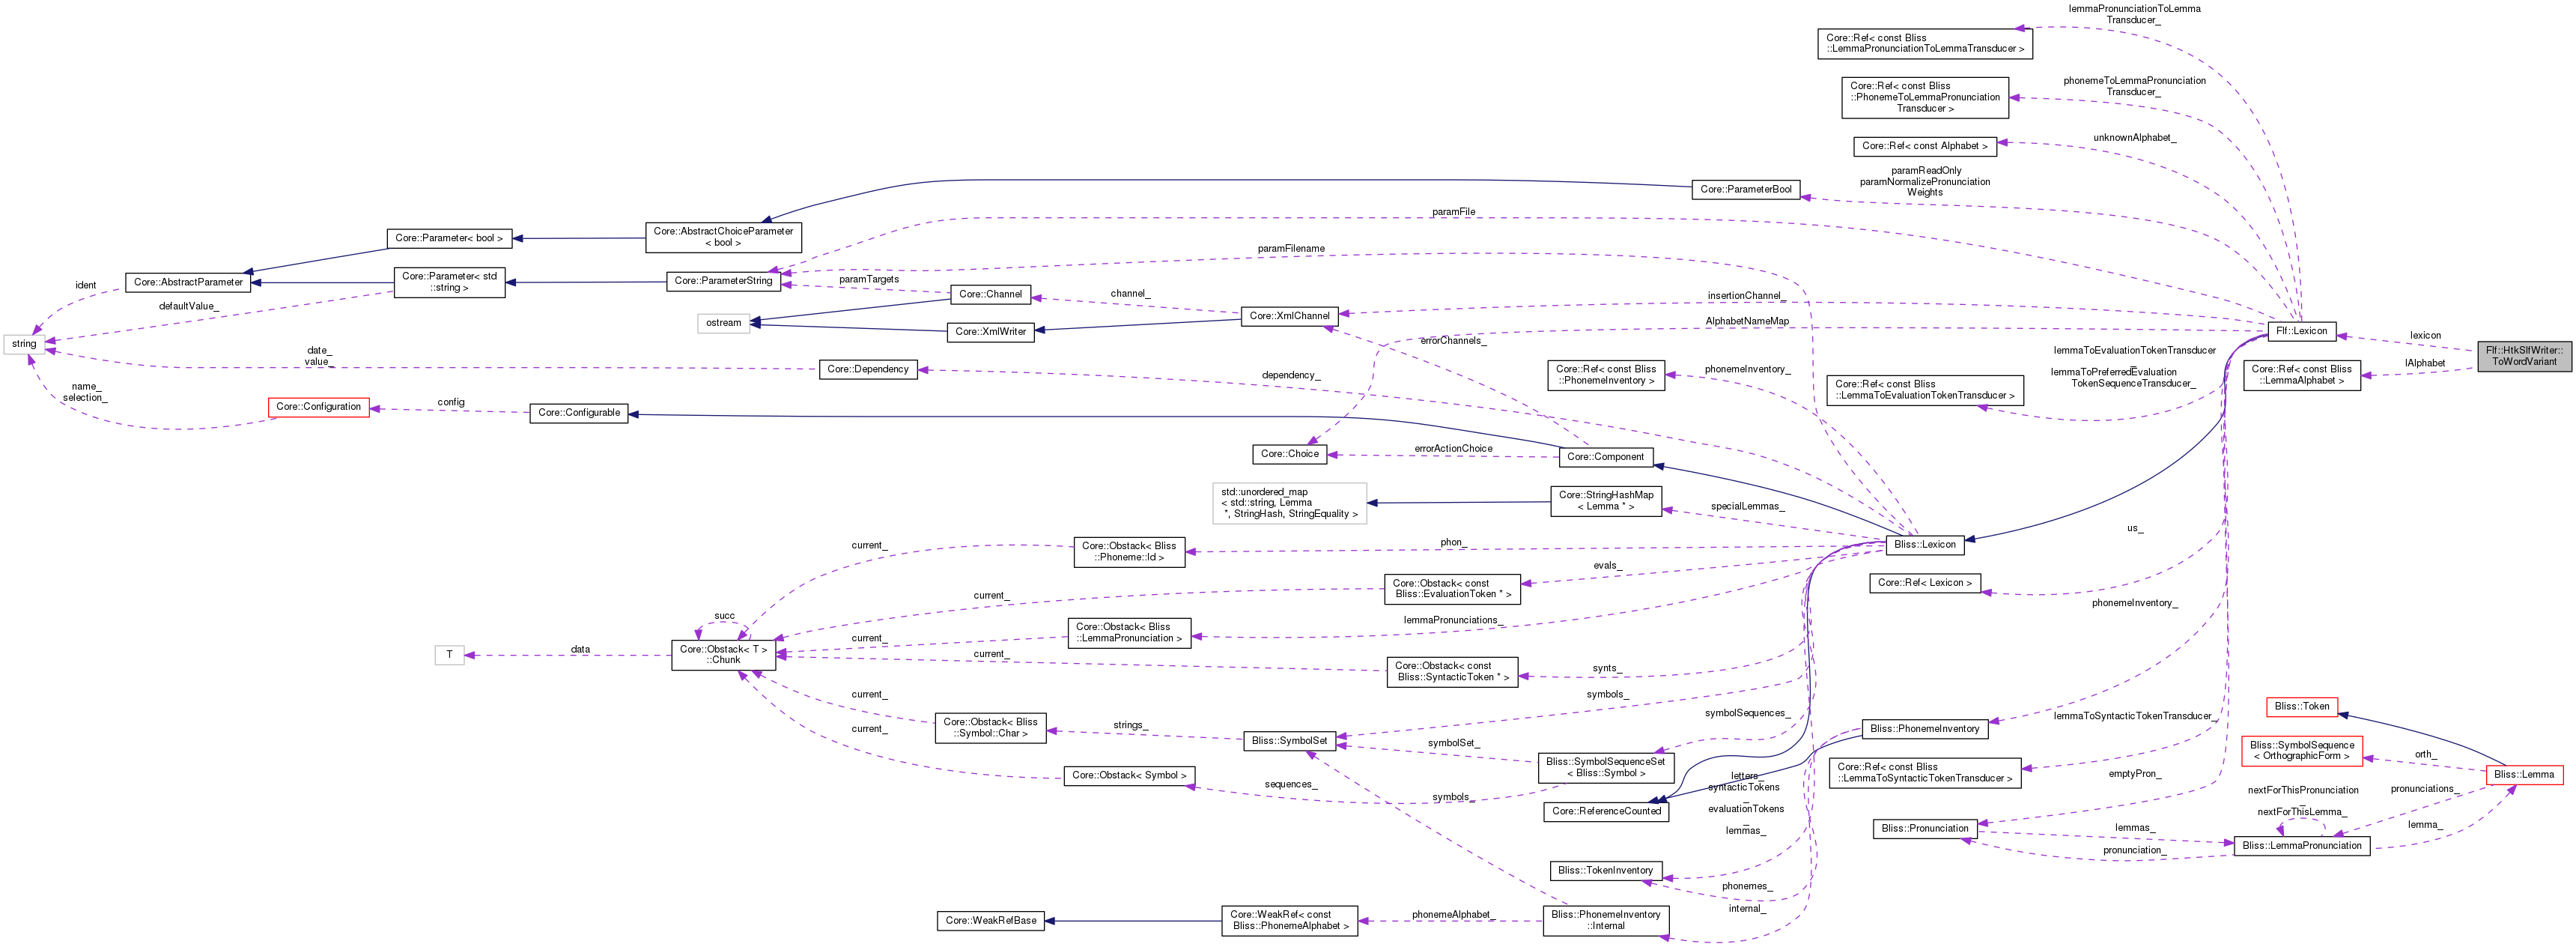 lemmaPronunciationToLemma
Transducer_
Core::Ref< const Bliss
::LemmaPronunciationToLemmaTransducer >
phonemeToLemmaPronunciation
Transducer_
Core::Ref< const Bliss
::PhonemeToLemmaPronunciation
Transducer >
unknownAlphabet_
Core::Ref< const Alphabet >
paramReadOnly
paramNormalizePronunciation
Weights
Core::ParameterBool
paramFile
Core::AbstractChoiceParameter
< bool >
Core::Parameter< bool >
paramFilename
Core::AbstractParameter
Core::Parameter< std
::string >
Core::ParameterString
paramTargets
ident
defaultValue_
Core::Channel
channel_
insertionChannel_
ostream
Core::XmlWriter
Core::XmlChannel
AlphabetNameMap
Flf::Lexicon
lexicon
Flf::HtkSlfWriter::
ToWordVariant
string
errorChannels_
date_
value_
Core::Dependency
dependency_
Core::Ref< const Bliss
::PhonemeInventory >
phonemeInventory_
lemmaToEvaluationTokenTransducer
_
lemmaToPreferredEvaluation
TokenSequenceTransducer_
Core::Ref< const Bliss
::LemmaToEvaluationTokenTransducer >
Core::Ref< const Bliss
::LemmaAlphabet >
lAlphabet
name_
selection_
Core::Configuration
config
Core::Configurable
Core::Choice
errorActionChoice
Core::Component
std::unordered_map
< std::string, Lemma
*, StringHash, StringEquality >
Core::StringHashMap
< Lemma * >
specialLemmas_
us_
current_
Core::Obstack< Bliss
::Phoneme::Id >
phon_
Bliss::Lexicon
evals_
Core::Obstack< const
Bliss::EvaluationToken * >
current_
Core::Ref< Lexicon >
phonemeInventory_
succ
lemmaPronunciations_
Core::Obstack< Bliss
::LemmaPronunciation >
current_
T
data
Core::Obstack< T >
::Chunk
current_
Core::Obstack< const
Bliss::SyntacticToken * >
synts_
current_
symbols_
Core::Obstack< Bliss
::Symbol::Char >
strings_
Bliss::SymbolSet
symbolSequences_
symbolSet_
Bliss::PhonemeInventory
lemmaToSyntacticTokenTransducer_
Bliss::Token
current_
Bliss::SymbolSequenceSet
< Bliss::Symbol >
Core::Obstack< Symbol >
sequences_
symbols_
letters_
syntacticTokens
_
evaluationTokens
_
lemmas_
Core::Ref< const Bliss
::LemmaToSyntacticTokenTransducer >
emptyPron_
Bliss::SymbolSequence
< OrthographicForm >
orth_
Bliss::Lemma
Core::ReferenceCounted
nextForThisPronunciation
_
nextForThisLemma_
pronunciations_
Bliss::Pronunciation
lemmas_
pronunciation_
Bliss::LemmaPronunciation
lemma_
Bliss::TokenInventory
phonemes_
internal_
Core::WeakRefBase
Core::WeakRef< const
Bliss::PhonemeAlphabet >
phonemeAlphabet_
Bliss::PhonemeInventory
::Internal